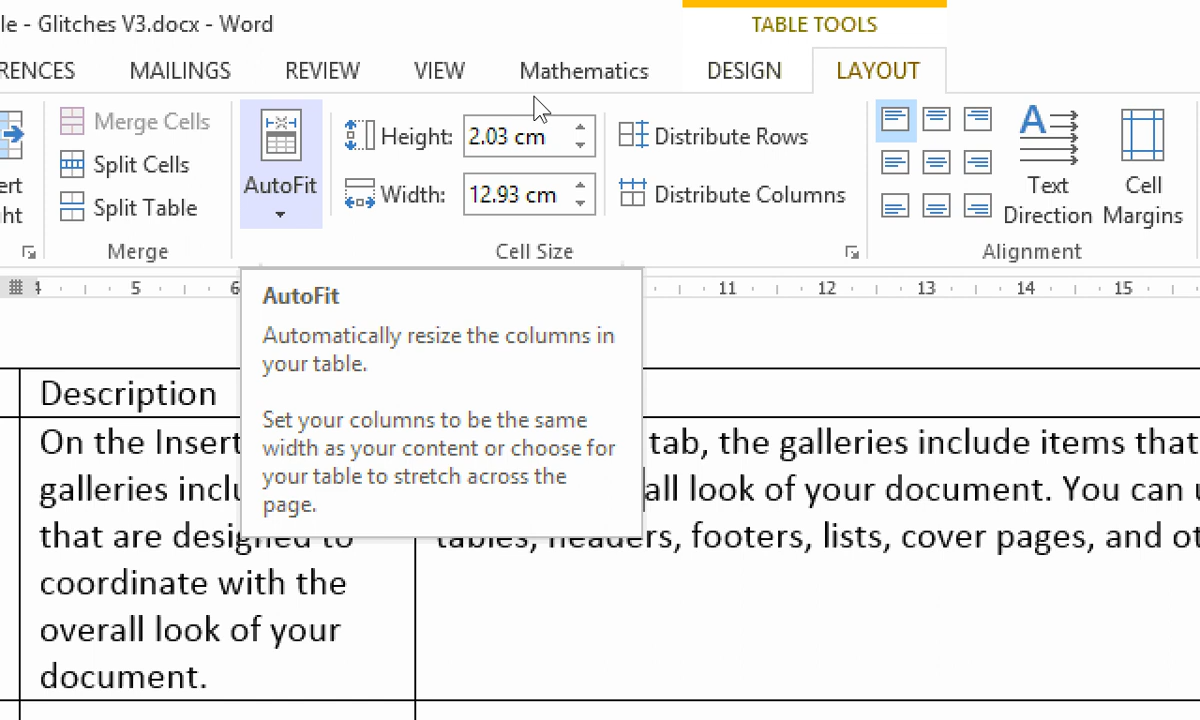 le - Glitches V3.docx - Word
TABLE TOOLS
RENCES MAILINGS REVIEW VIEW Mathematics DESIGN LAYOUT
Merge Cells
Split Cells
Split Table
Merge
ert
ht
AutoFit
Height: 2.03 cm
Width: 12.93 cm
Distribute Rows
Distribute Columns
Cell Size
Text
Direction
Cell
Margins
Alignment
4 5 6 11 12 13 14 15
AutoFit
Automatically resize the columns in
your table.
Set your columns to be the same
width as your content or choose for
your table to stretch across the
page.
Description
On the Insert
galleries inclu
that are designed to
coordinate with the
overall look of your
document.
tab, the galleries include items that
all look of your document. You can u
tables, headers, footers, lists, cover pages, and ot